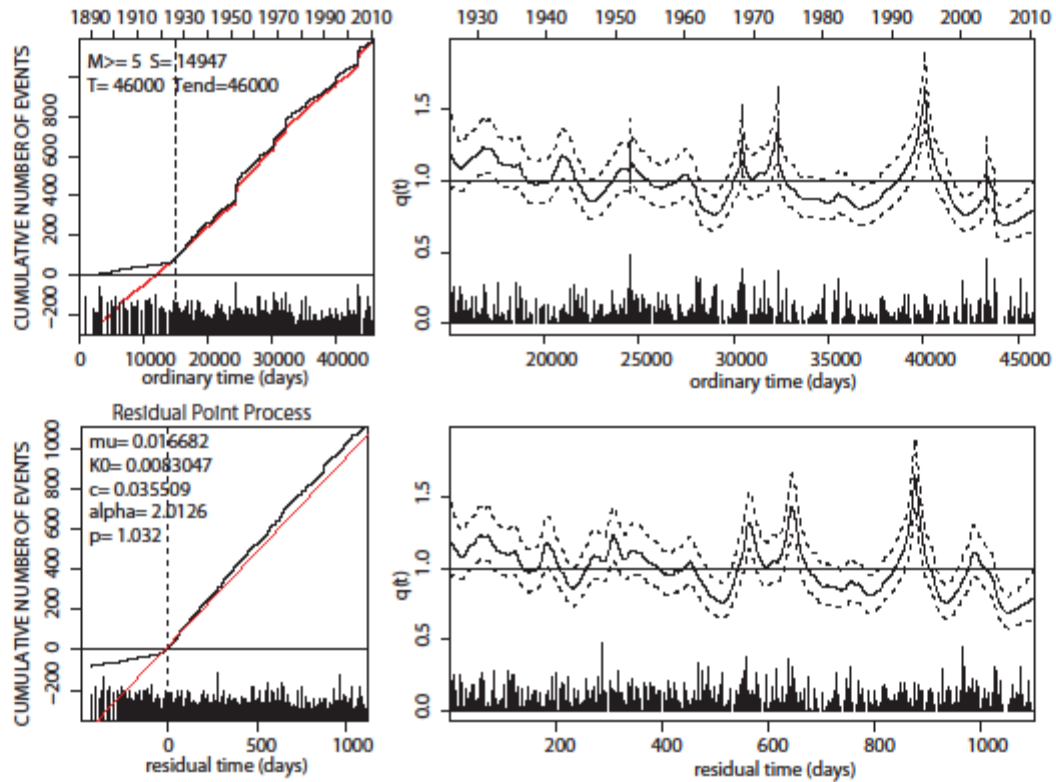 1890 1910 1930 1950 1970 1990 2010
CUMULATIVE NUMBER OF EVENTS
-200 0 200 400 600 800
M>= 5 S= 14947
T= 46000 Tend=46000
0 10000 20000 30000 40000
ordinary time (days)
1930 1940 1950 1960 1970 1980 1990 2000 2010
q(t)
0.0 0.5 1.0 1.5
20000 25000 30000 35000 40000 45000
ordinary time (days)
Residual Point Process
CUMULATIVE NUMBER OF EVENTS
-200 0 200 400 600 800 1000
mu= 0.016682
K0= 0.0083047
c= 0.035509
alpha= 2.0126
p= 1.032
0 500 1000
residual time (days)
q(t)
0.0 0.5 1.0 1.5
0 200 400 600 800 1000
residual time (days)